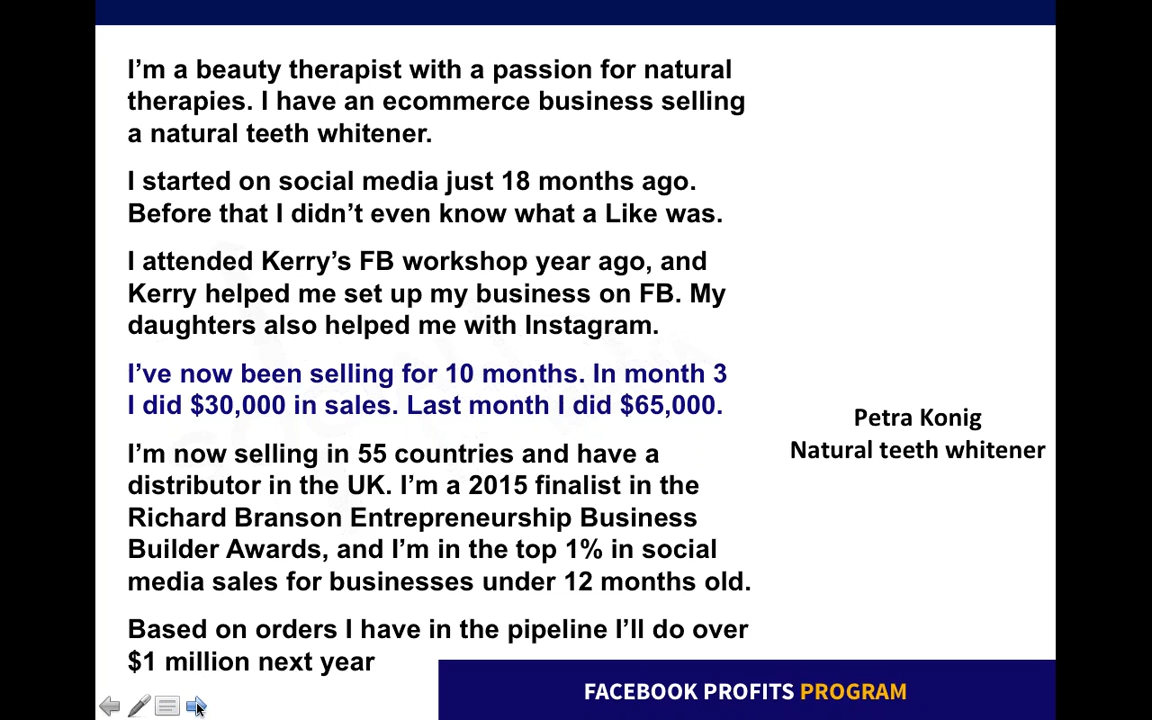 I’m a beauty therapist with a passion for natural
therapies. I have an ecommerce business selling
a natural teeth whitener.
I started on social media just 18 months ago.
Before that I didn’t even know what a Like was.
I attended Kerry’s FB workshop year ago, and
Kerry helped me set up my business on FB. My
daughters also helped me with Instagram.
I’ve now been selling for 10 months. In month 3
I did $30,000 in sales. Last month I did $65,000.
I’m now selling in 55 countries and have a
distributor in the UK. I’m a 2015 finalist in the
Richard Branson Entrepreneurship Business
Builder Awards, and I’m in the top 1% in social
media sales for businesses under 12 months old.
Based on orders I have in the pipeline I’ll do over
$1 million next year
Petra Konig
Natural teeth whitener
FACEBOOK PROFITS PROGRAM